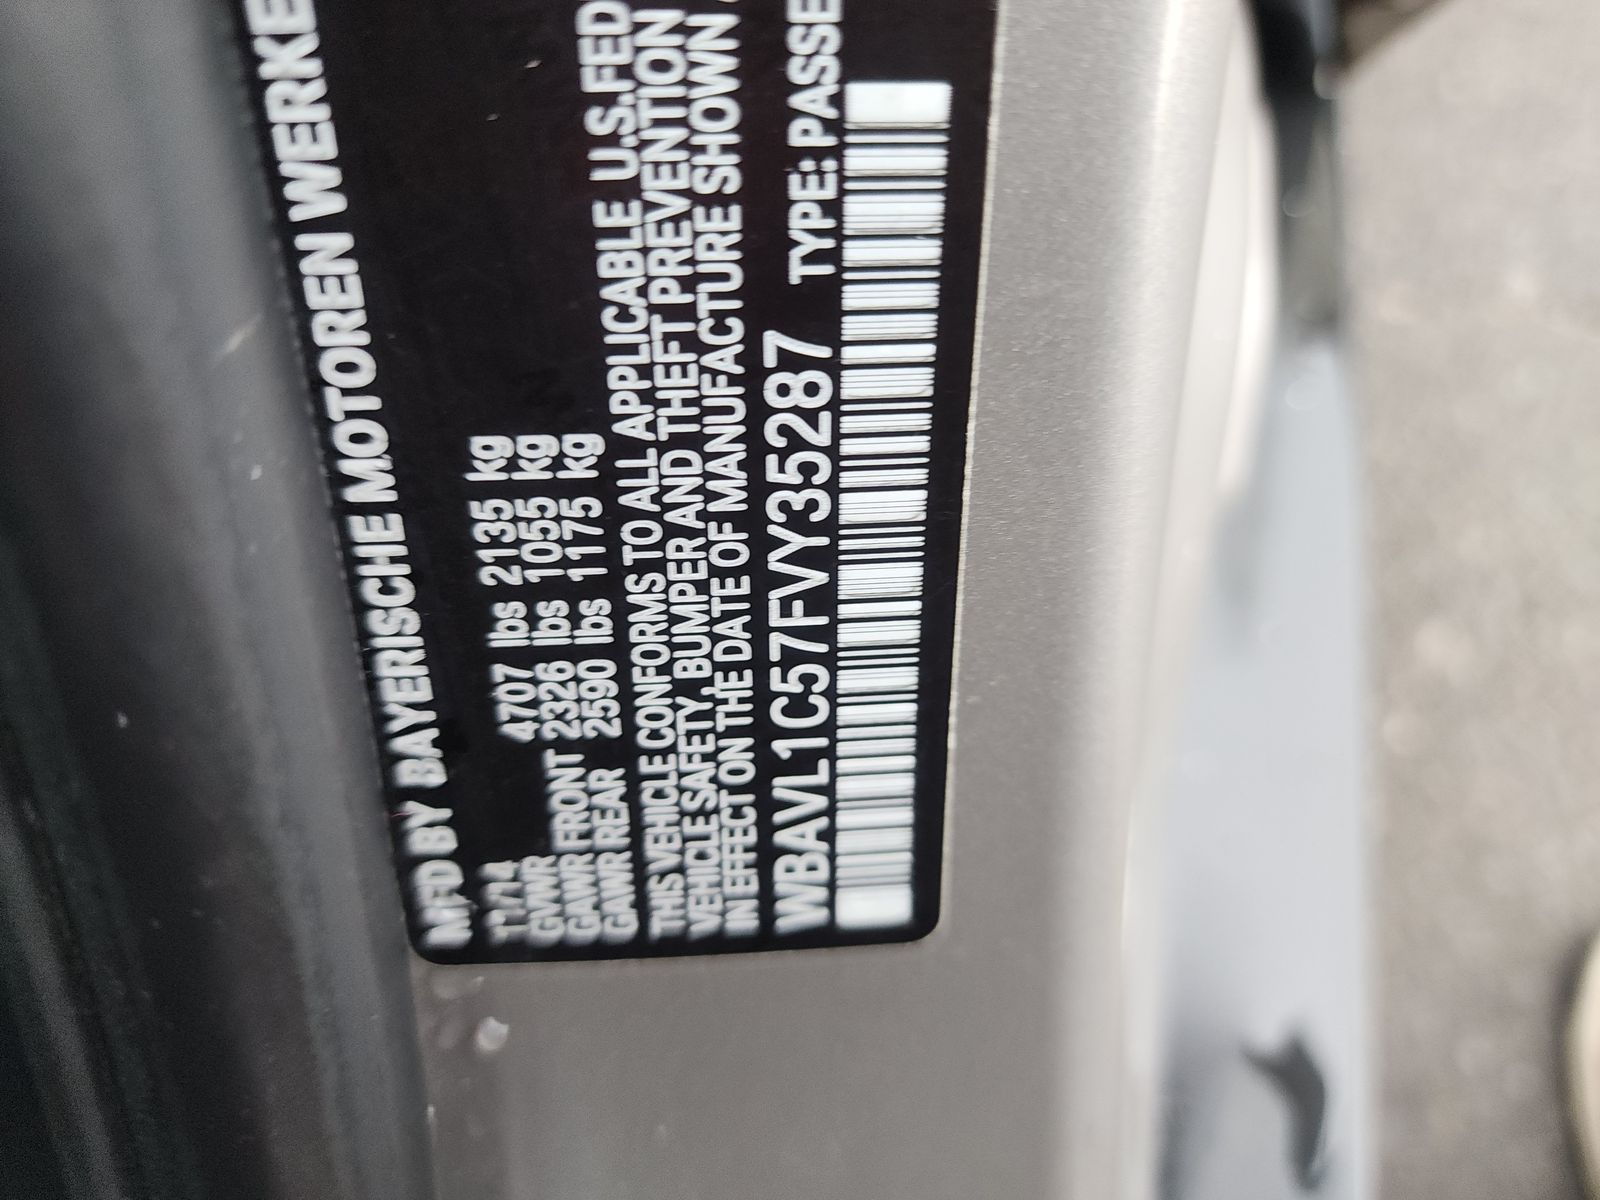 MFD BY BAYERISCHE MOTOREN WERKE
11/14
GVWR 4707 lbs 2135 kg
GAWR FRONT 2326 lbs 1055 kg
GAWR REAR 2590 lbs 1175 kg
THIS VEHICLE CONFORMS TO ALL APPLICABLE U.S.FED
VEHICLE SAFETY, BUMPER AND THEFT PREVENTION
IN EFFECT ON THE DATE OF MANUFACTURE SHOWN
WBAVL1C57FVY35287 TYPE: PASSE